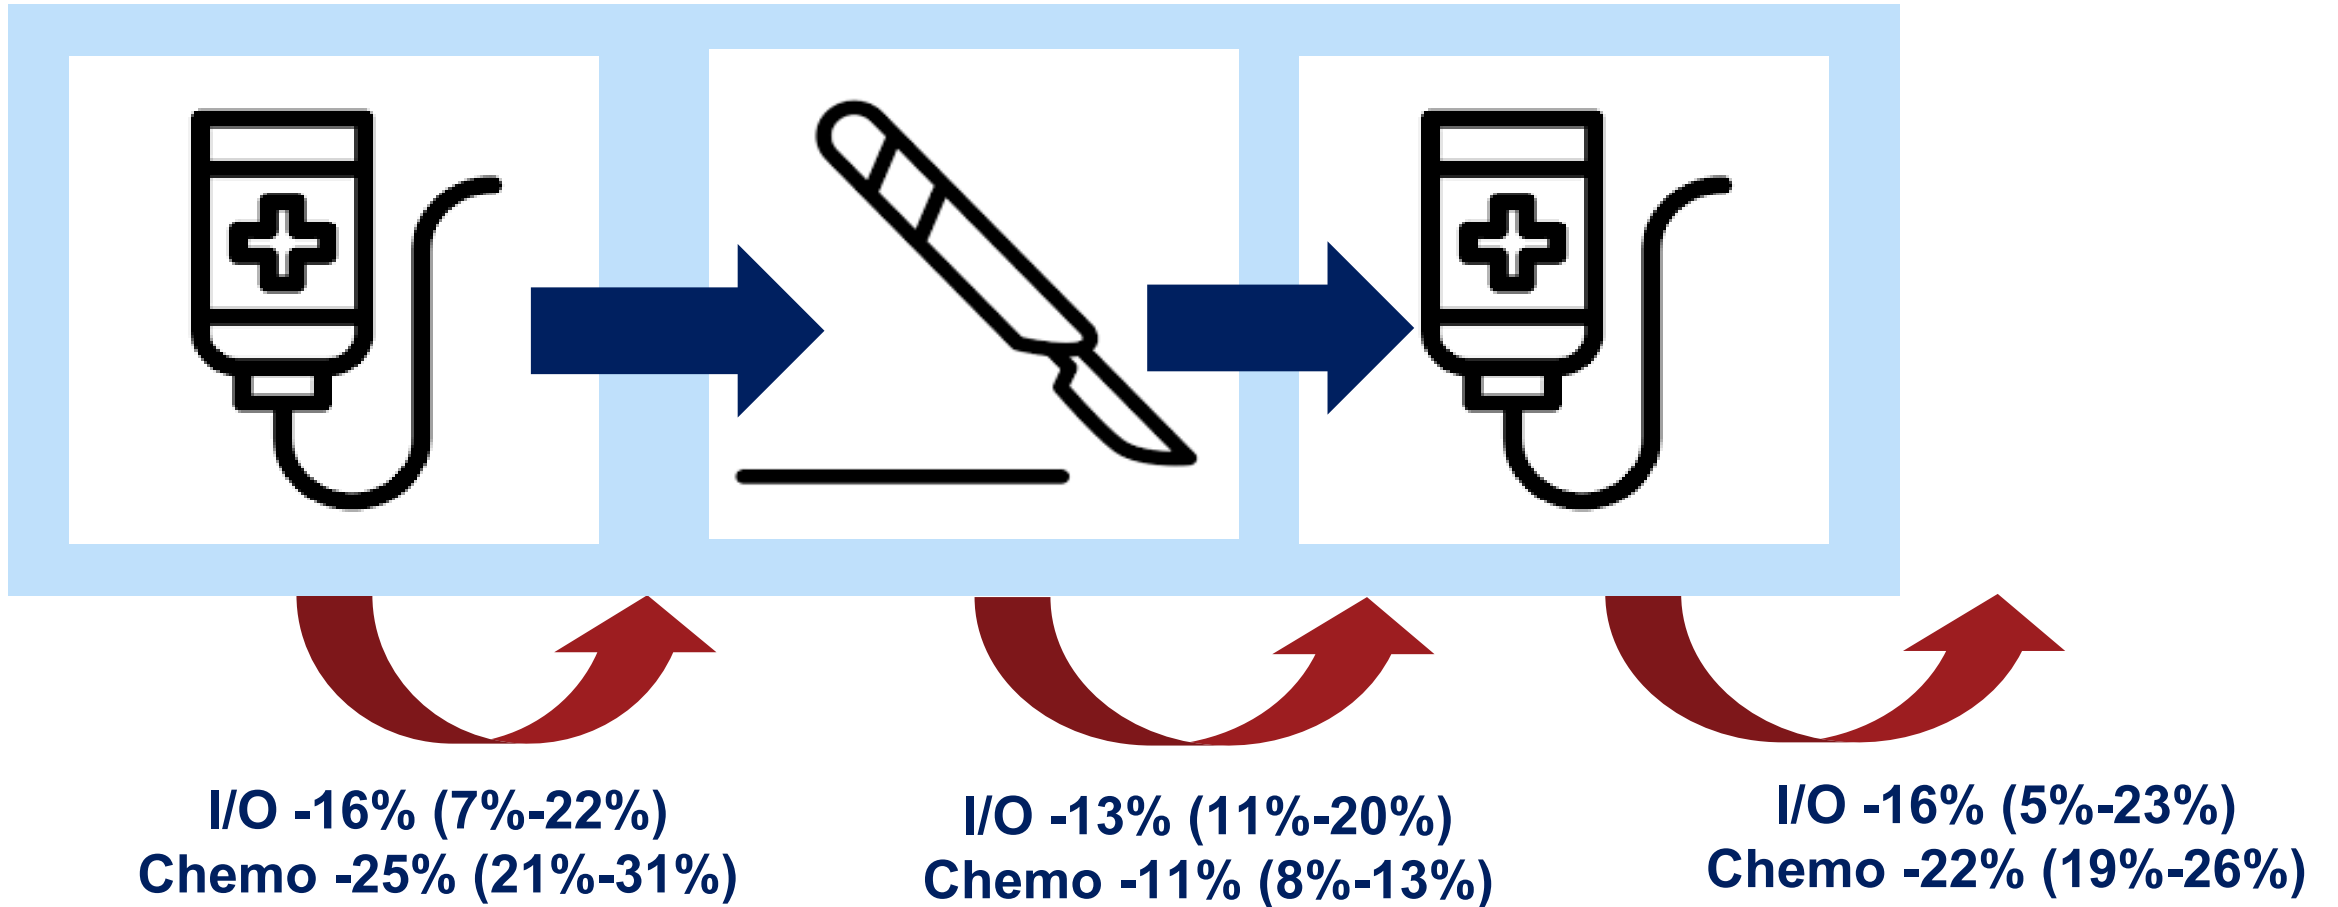 I/O -16% (7%-22%)
Chemo -25% (21%-31%)
I/O -13% (11%-20%)
Chemo -11% (8%-13%)
I/O -16% (5%-23%)
Chemo -22% (19%-26%)